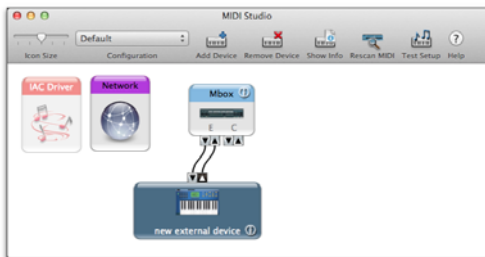 MIDI Studio
Default
Icon Size
Configuration
Add Device
Remove Device
Show Info
Rescan MIDI
Test Setup
Help
IAC Driver
Network
Mbox
E C
new external device